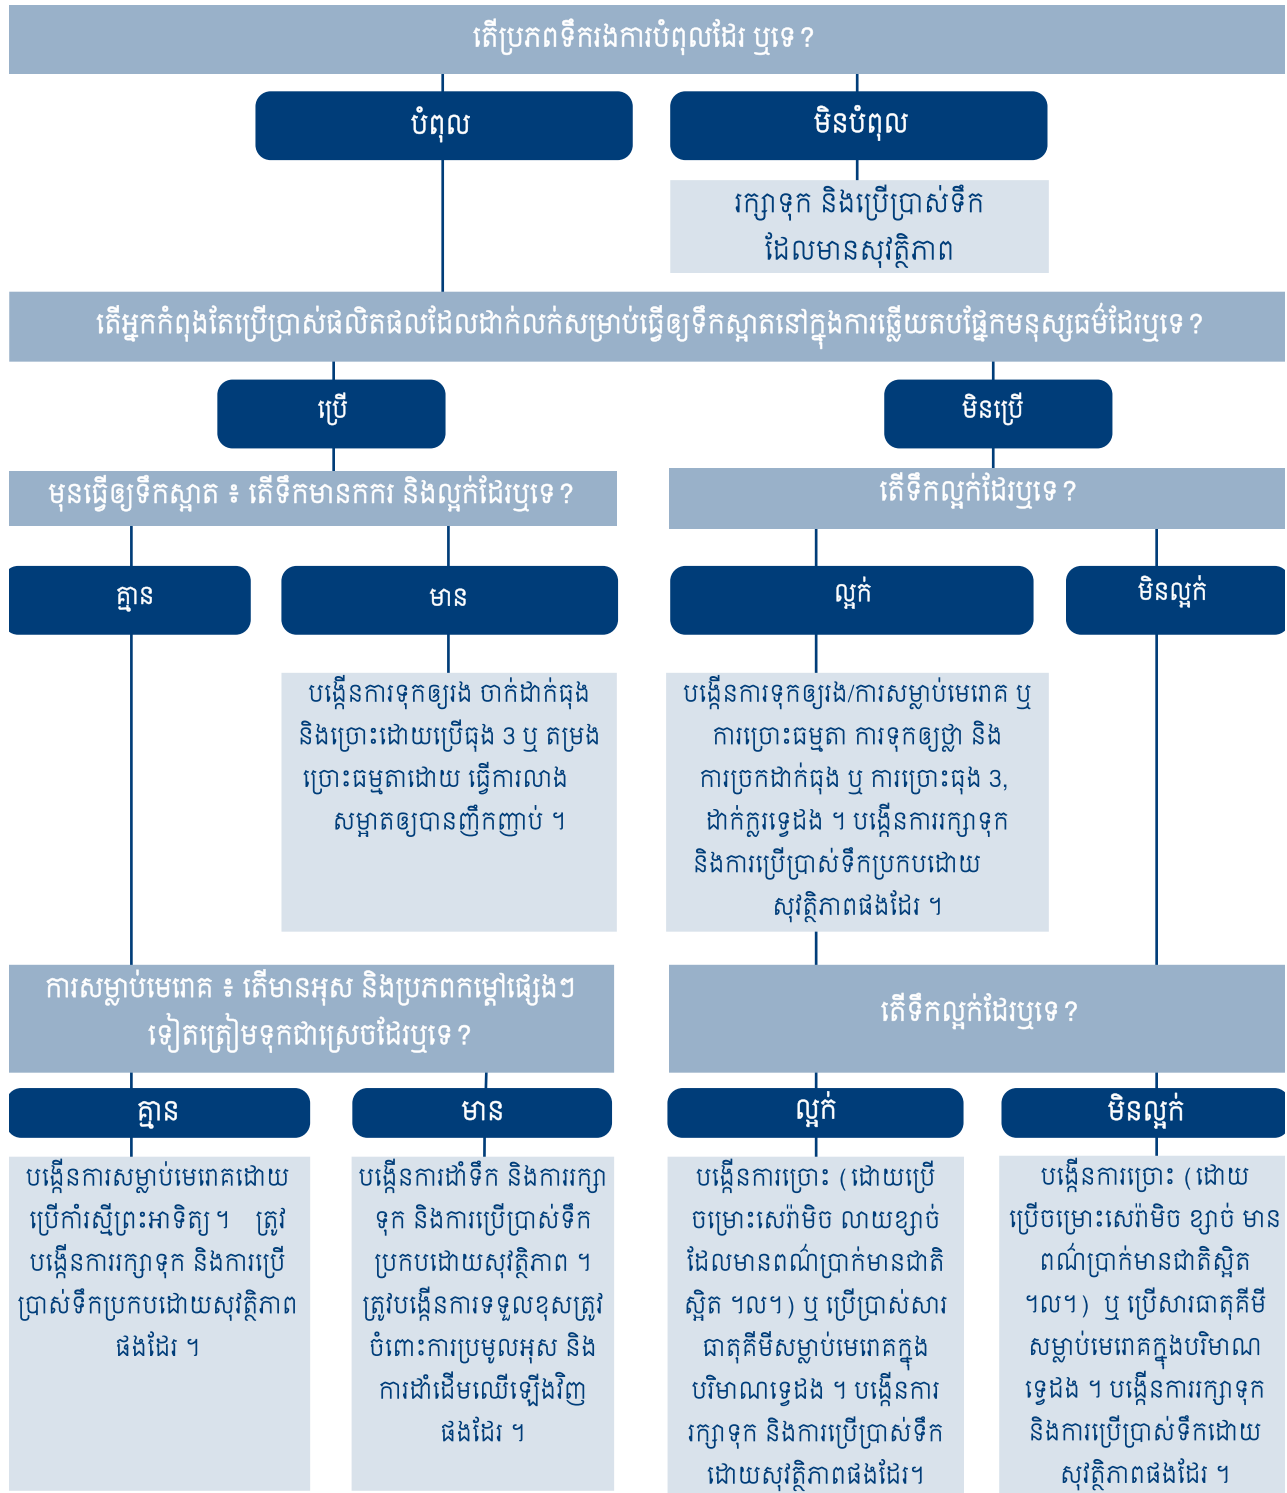 តើប្រភពទឹករងការបំពុលដែរ ឬទេ ?
បំពុល
មិនបំពុល
រក្សាទុក និងប្រើប្រាស់ទឹក
ដែលមានសុវត្ថិភាព
តើអ្នកកំពុងតែប្រើប្រាស់ផលិតផលដែលដាក់លក់សម្រាប់ធ្វើឲ្យទឹកស្អាតនៅក្នុងការឆ្លើយតបផ្នែកមនុស្សធម៌ដែរឬទេ ?
ប្រើ
មិនប្រើ
មុនធ្វើឲ្យទឹកស្អាត ៖ តើទឹកមានកករ និងល្អក់ដែរឬទេ ?
តើទឹកល្អក់ដែរឬទេ ?
គ្មាន
មាន
ល្អក់
មិនល្អក់
បង្កើនការទុកឲ្យរង ចាក់ដាក់ធុង
និងច្រោះដោយប្រើធុង 3 ឬ តម្រង
ច្រោះធម្មតាដោយ ធ្វើការលាង
សម្អាតឲ្យបានញឹកញាប់ ។
បង្កើនការទុកឲ្យរង/ការសម្លាប់មេរោគ ឬ
ការច្រោះធម្មតា ការទុកឲ្យថ្លា និង
ការច្រកដាក់ធុង ឬ ការច្រោះធុង 3,
ដាក់ក្លរទ្វេដង ។ បង្កើនការរក្សាទុក
និងការប្រើប្រាស់ទឹកប្រកបដោយ
សុវត្ថិភាពផងដែរ ។
ការសម្លាប់មេរោគ ៖ តើមានអុស និងប្រភពកម្ដៅផ្សេងៗ
ទៀតត្រៀមទុកជាស្រេចដែរឬទេ ?
តើទឹកល្អក់ដែរឬទេ ?
គ្មាន
មាន
ល្អក់
មិនល្អក់
បង្កើនការសម្លាប់មេរោគដោយ
ប្រើកាំរស្មីព្រះអាទិត្យ ។ ត្រូវ
បង្កើនការរក្សាទុក និងការប្រើ
ប្រាស់ទឹកប្រកបដោយសុវត្ថិភាព
ផងដែរ ។
បង្កើនការដាំទឹក និងការរក្សា
ទុក និងការប្រើប្រាស់ទឹក
ប្រកបដោយសុវត្ថិភាព ។
ត្រូវបង្កើនការទទួលខុសត្រូវ
ចំពោះការប្រមូលអុស និង
ការដាំដើមឈើឡើងវិញ
ផងដែរ ។
បង្កើនការច្រោះ (ដោយប្រើ
ចម្រោះសេរ៉ាមិច លាយខ្សាច់
ដែលមានពណ៌ប្រាក់មានជាតិ
ស្អិត ។ល។) ឬ ប្រើប្រាស់សារ
ធាតុគីមីសម្លាប់មេរោគក្នុង
បរិមាណទ្វេដង ។ បង្កើនការ
រក្សាទុក និងការប្រើប្រាស់ទឹក
ដោយសុវត្ថិភាពផងដែរ។
បង្កើនការច្រោះ (ដោយ
ប្រើចម្រោះសេរ៉ាមិច ខ្សាច់ មាន
ពណ៌ប្រាក់មានជាតិស្អិត
។ល។) ឬ ប្រើសារធាតុគីមី
សម្លាប់មេរោគក្នុងបរិមាណ
ទ្វេដង ។ បង្កើនការរក្សាទុក
និងការប្រើប្រាស់ទឹកដោយ
សុវត្ថិភាពផងដែរ ។